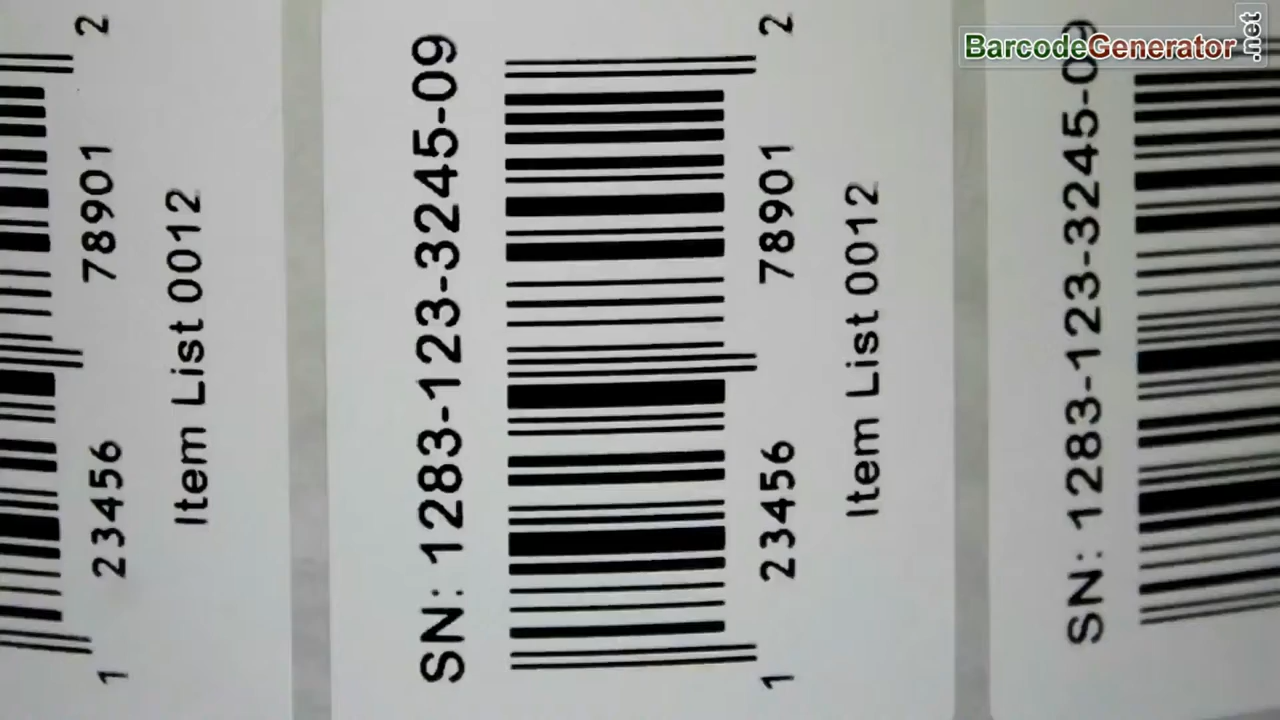 BarcodeGenerator.net
2
78901
23456
1
Item List 0012
SN: 1283-123-3245-09
2
78901
23456
1
Item List 0012
SN: 1283-123-3245-09